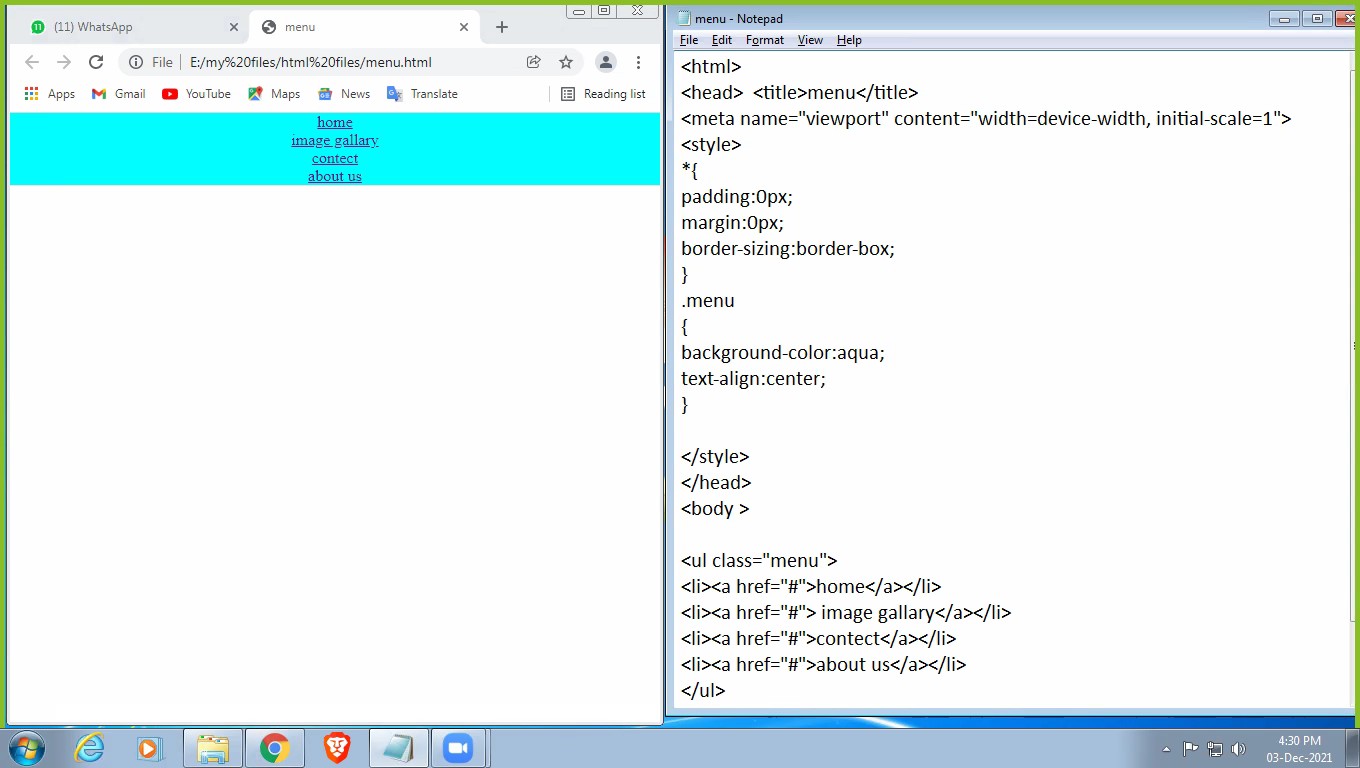 (11) WhatsApp
menu
File
E:/my%20files/html%20files/menu.html
Apps
Gmail
YouTube
Maps
News
Translate
Reading list
home
image gallary
contect
about us
menu - Notepad
File Edit Format View Help
<html>
<head>  <title>menu</title>
<meta name="viewport" content="width=device-width, initial-scale=1">
<style>
*{
padding:0px;
margin:0px;
border-sizing:border-box;
}
.menu
{
background-color:aqua;
text-align:center;
}
</style>
</head>
<body >
<ul class="menu">
<li><a href="#">home</a></li>
<li><a href="#"> image gallary</a></li>
<li><a href="#">contect</a></li>
<li><a href="#">about us</a></li>
</ul>
4:30 PM
03-Dec-2021